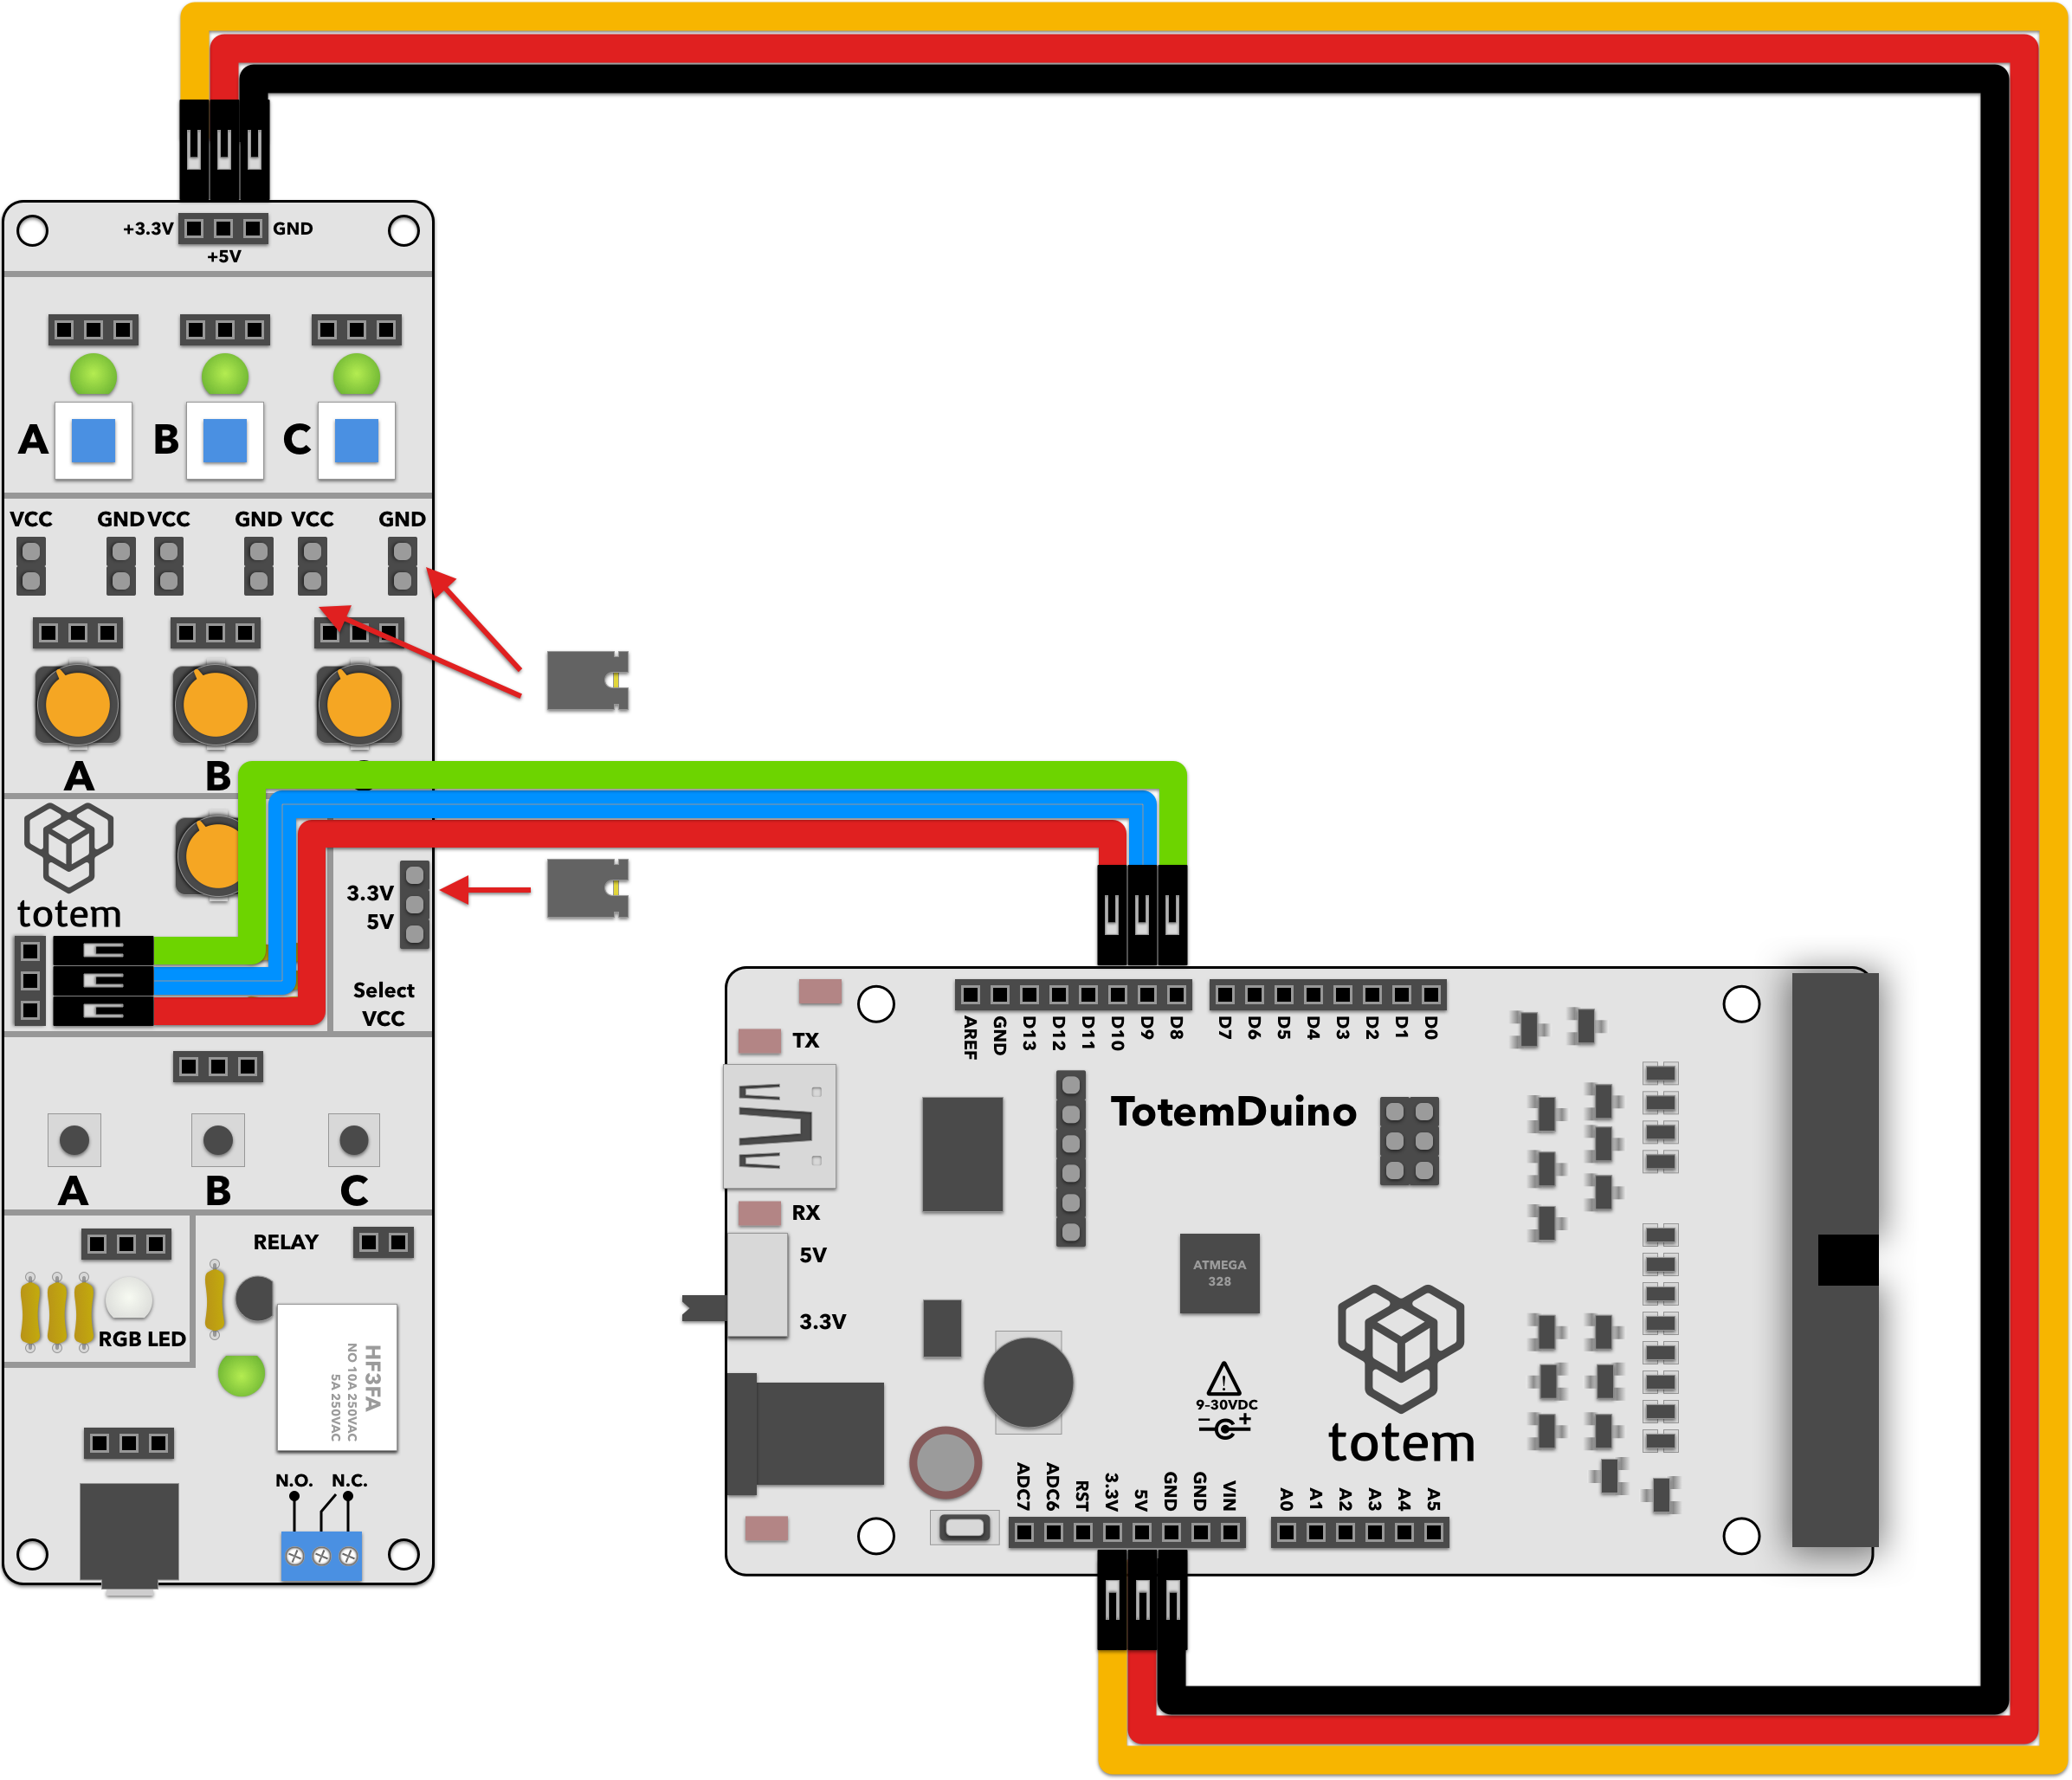 +3.3V
GND
+5V
A B C
VCC GND VCC GND VCC GND
A B
totem
3.3V
5V
Select
VCC
A B C
RELAY
RGB LED
HF3FA
NO 10A 250VAC
5A 250VAC
N.O. N.C.
AREF GND D13 D12 D11 D10 D9 D8 D7 D6 D5 D4 D3 D2 D1 D0
TX
TotemDuino
RX
5V
3.3V
ATMEGA
328
9-30VDC
- +
totem
ADC7 ADC6 RST 3.3V 5V GND GND VIN A0 A1 A2 A3 A4 A5